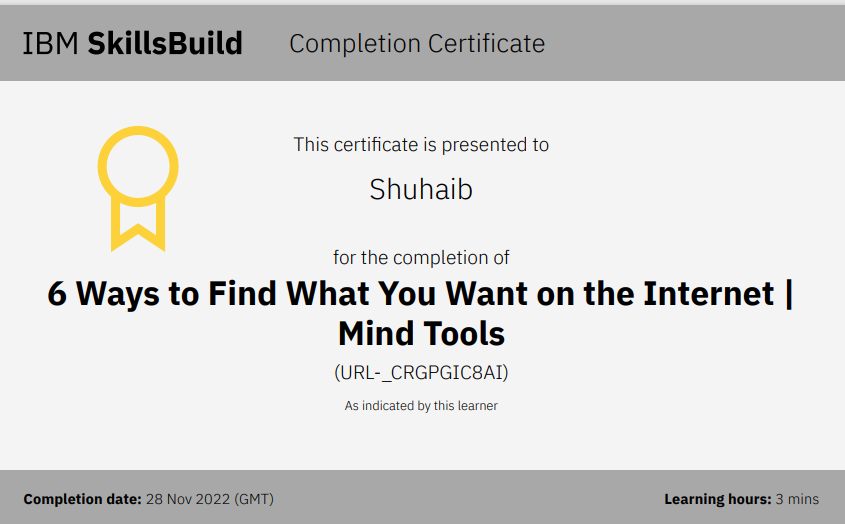 IBM SkillsBuild Completion Certificate
This certificate is presented to
Shuhaib
for the completion of
6 Ways to Find What You Want on the Internet |
Mind Tools
(URL-_CRGPGIC8AI)
As indicated by this learner
Completion date: 28 Nov 2022 (GMT) Learning hours: 3 mins